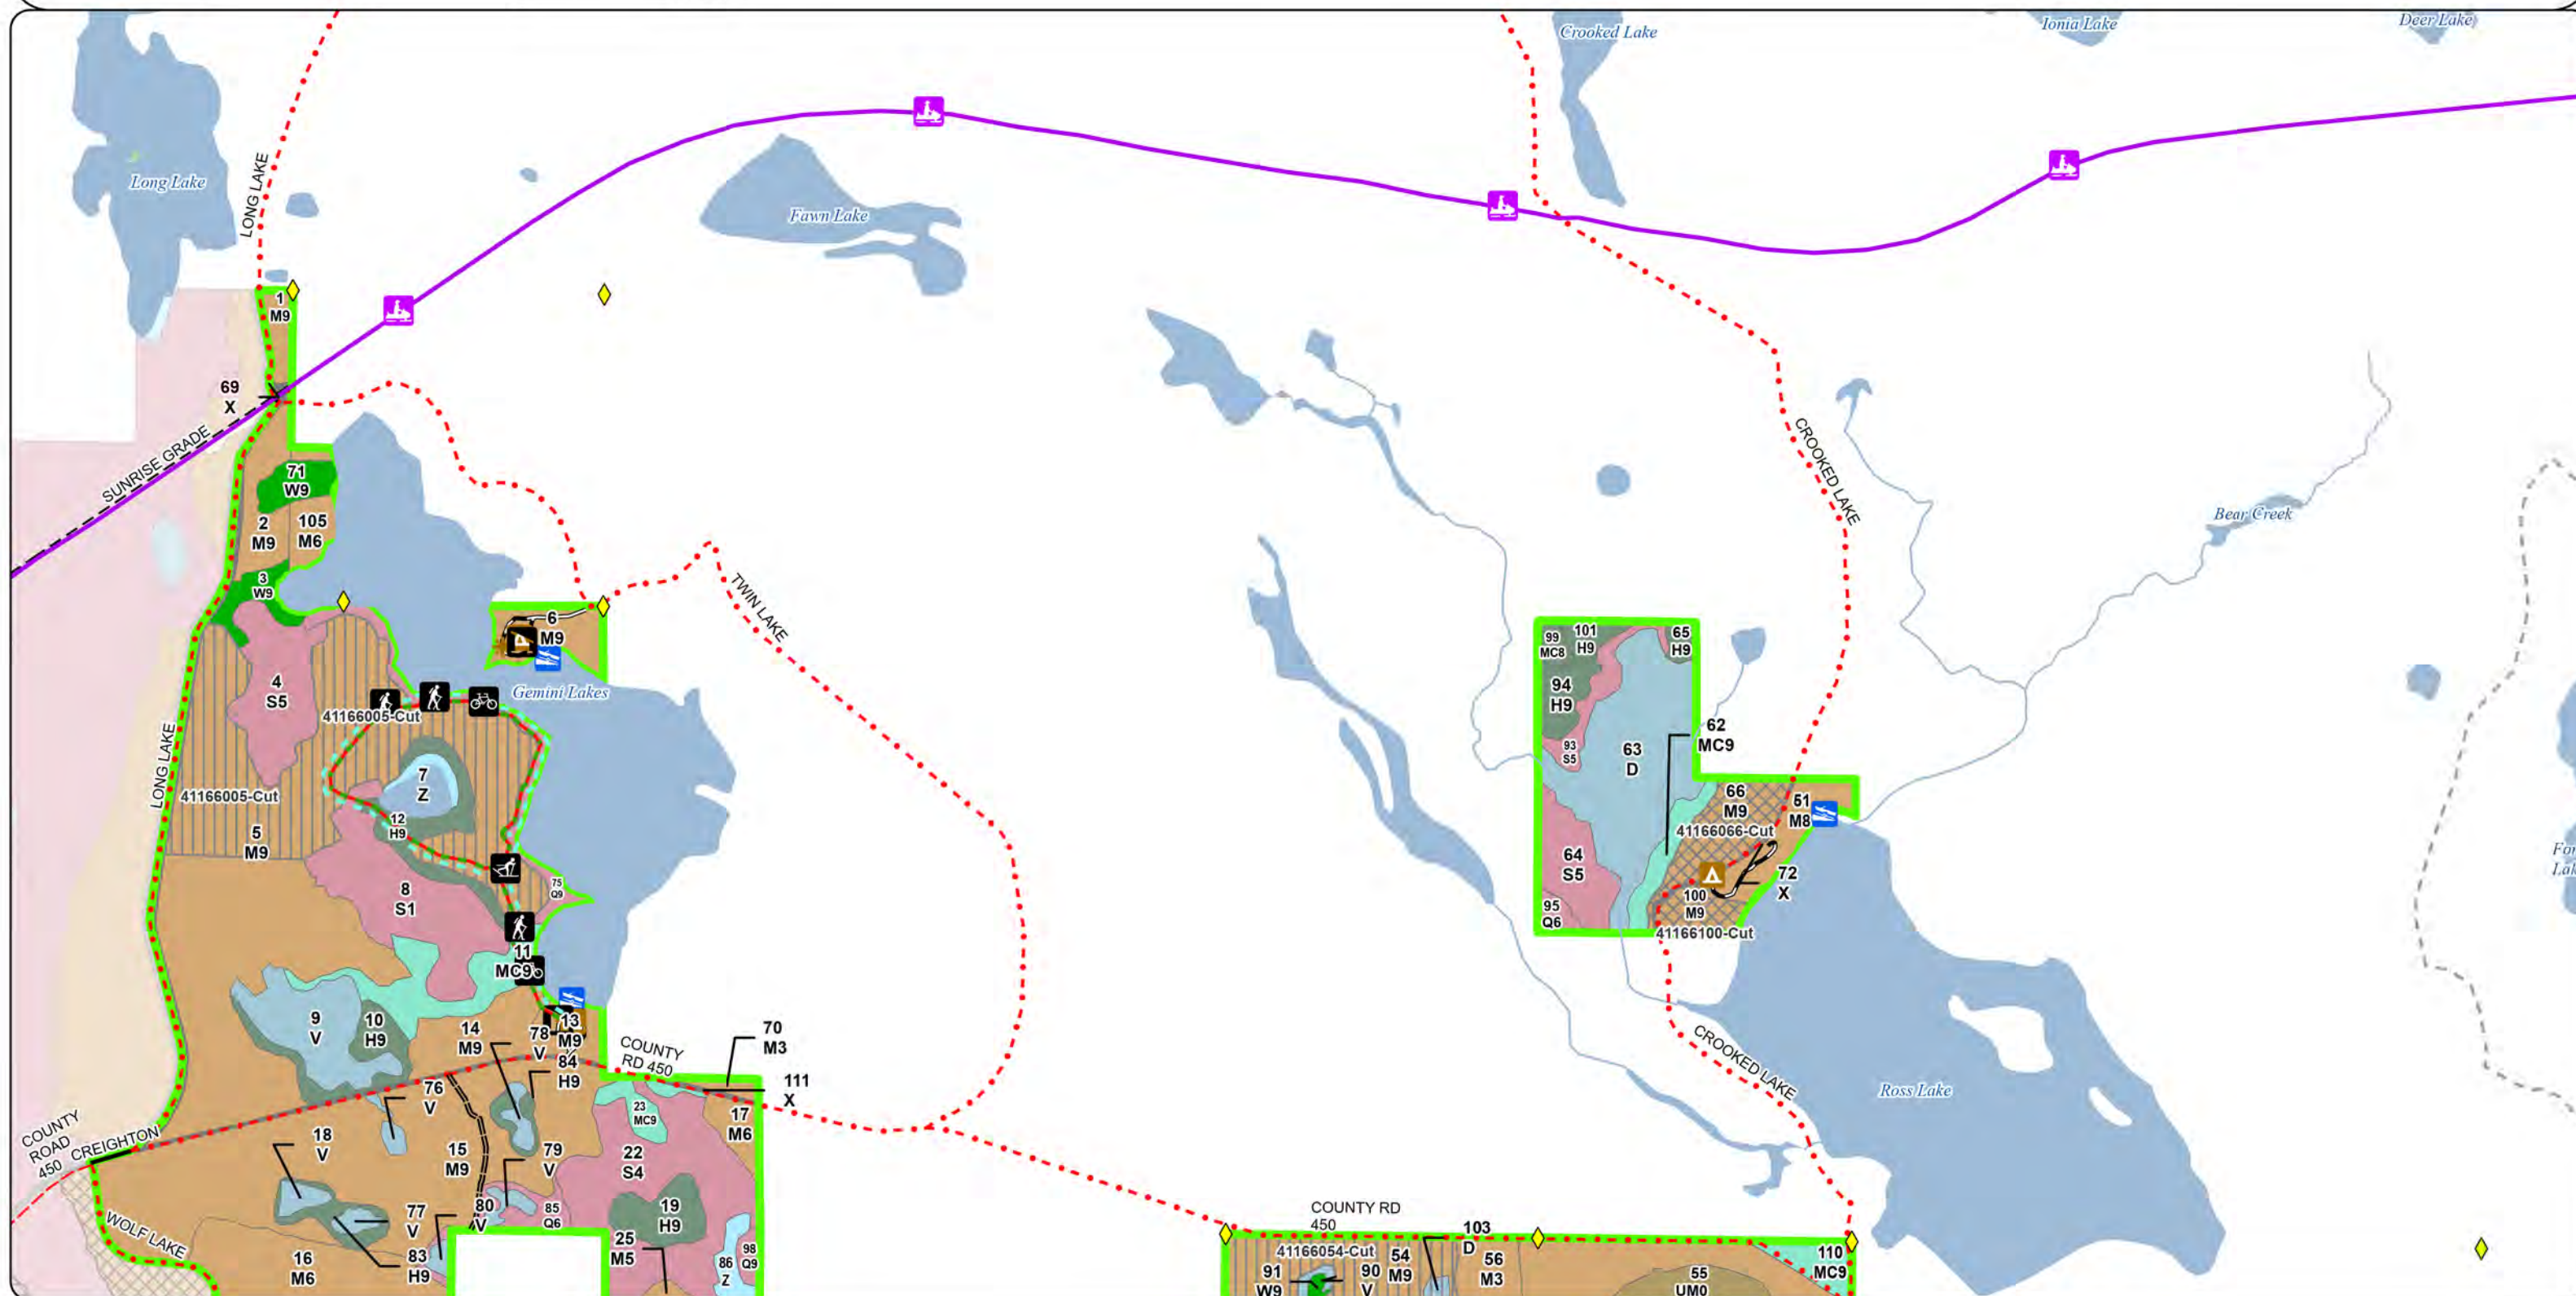 Crooked Lake
Ionia Lake
Deer Lake
Long Lake
LONG LAKE
Fawn Lake
1
M9
69
X
SUNRISE GRADE
71
W9
2
M9
105
M6
3
W9
CROOKED LAKE
Bear Creek
TWIN LAKE
6
M9
Gemini Lakes
4
S5
41166005-Cut
LONG LAKE
41166005-Cut
5
M9
7
Z
12
H9
8
S1
75
Q9
11
MC9
99
MC8
101
H9
65
H9
94
H9
93
S5
63
D
62
MC9
66
M9
51
M8
41166066-Cut
64
S5
72
X
100
M9
95
Q6
41166100-Cut
For
Lak
9
V
10
H9
14
M9
78
V
13
M9
84
H9
COUNTY
RD 450
70
M3
111
X
CROOKED LAKE
Ross Lake
76
V
23
MC9
17
M6
COUNTY
ROAD
450
CREIGHTON
18
V
15
M9
79
V
22
S4
80
V
85
Q6
19
H9
77
V
WOLF LAKE
83
H9
16
M6
25
M5
86
Z
98
Q9
COUNTY RD
450
103
D
41166054-Cut
54
M9
56
M3
91
W9
90
V
55
UM0
110
MC9